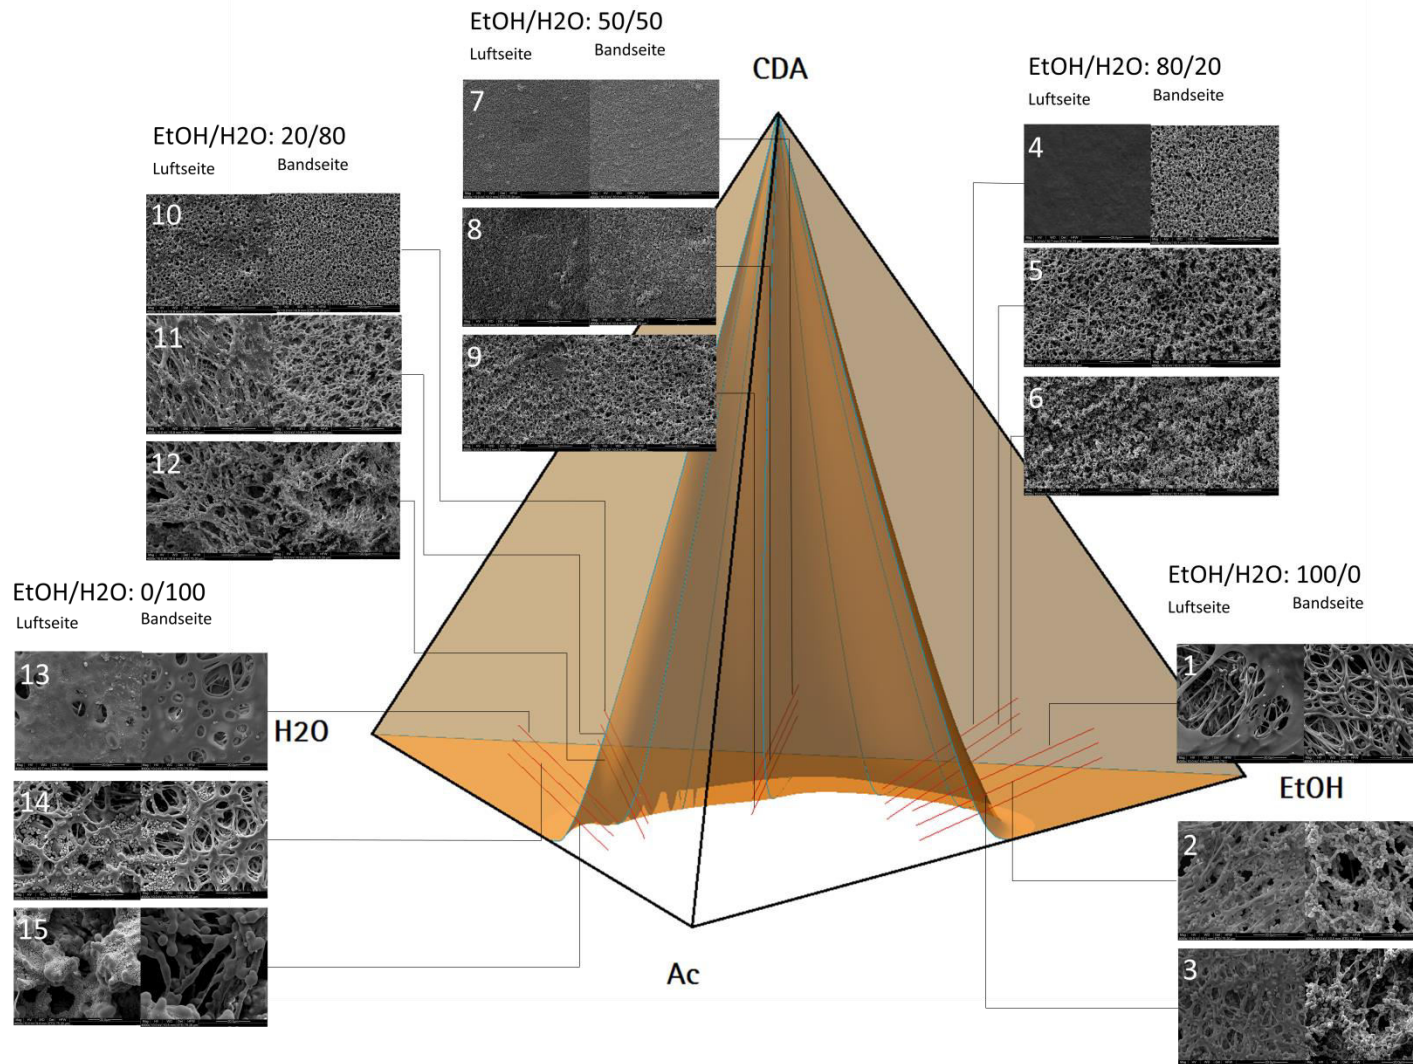 EtOH/H2O: 50/50
Luftseite Bandseite
7
8
9
CDA
EtOH/H2O: 80/20
Luftseite Bandseite
4
5
6
EtOH/H2O: 20/80
Luftseite Bandseite
10
11
12
EtOH/H2O: 0/100
Luftseite Bandseite
13
14
15
H2O
EtOH/H2O: 100/0
Luftseite Bandseite
1
2
3
EtOH
Ac